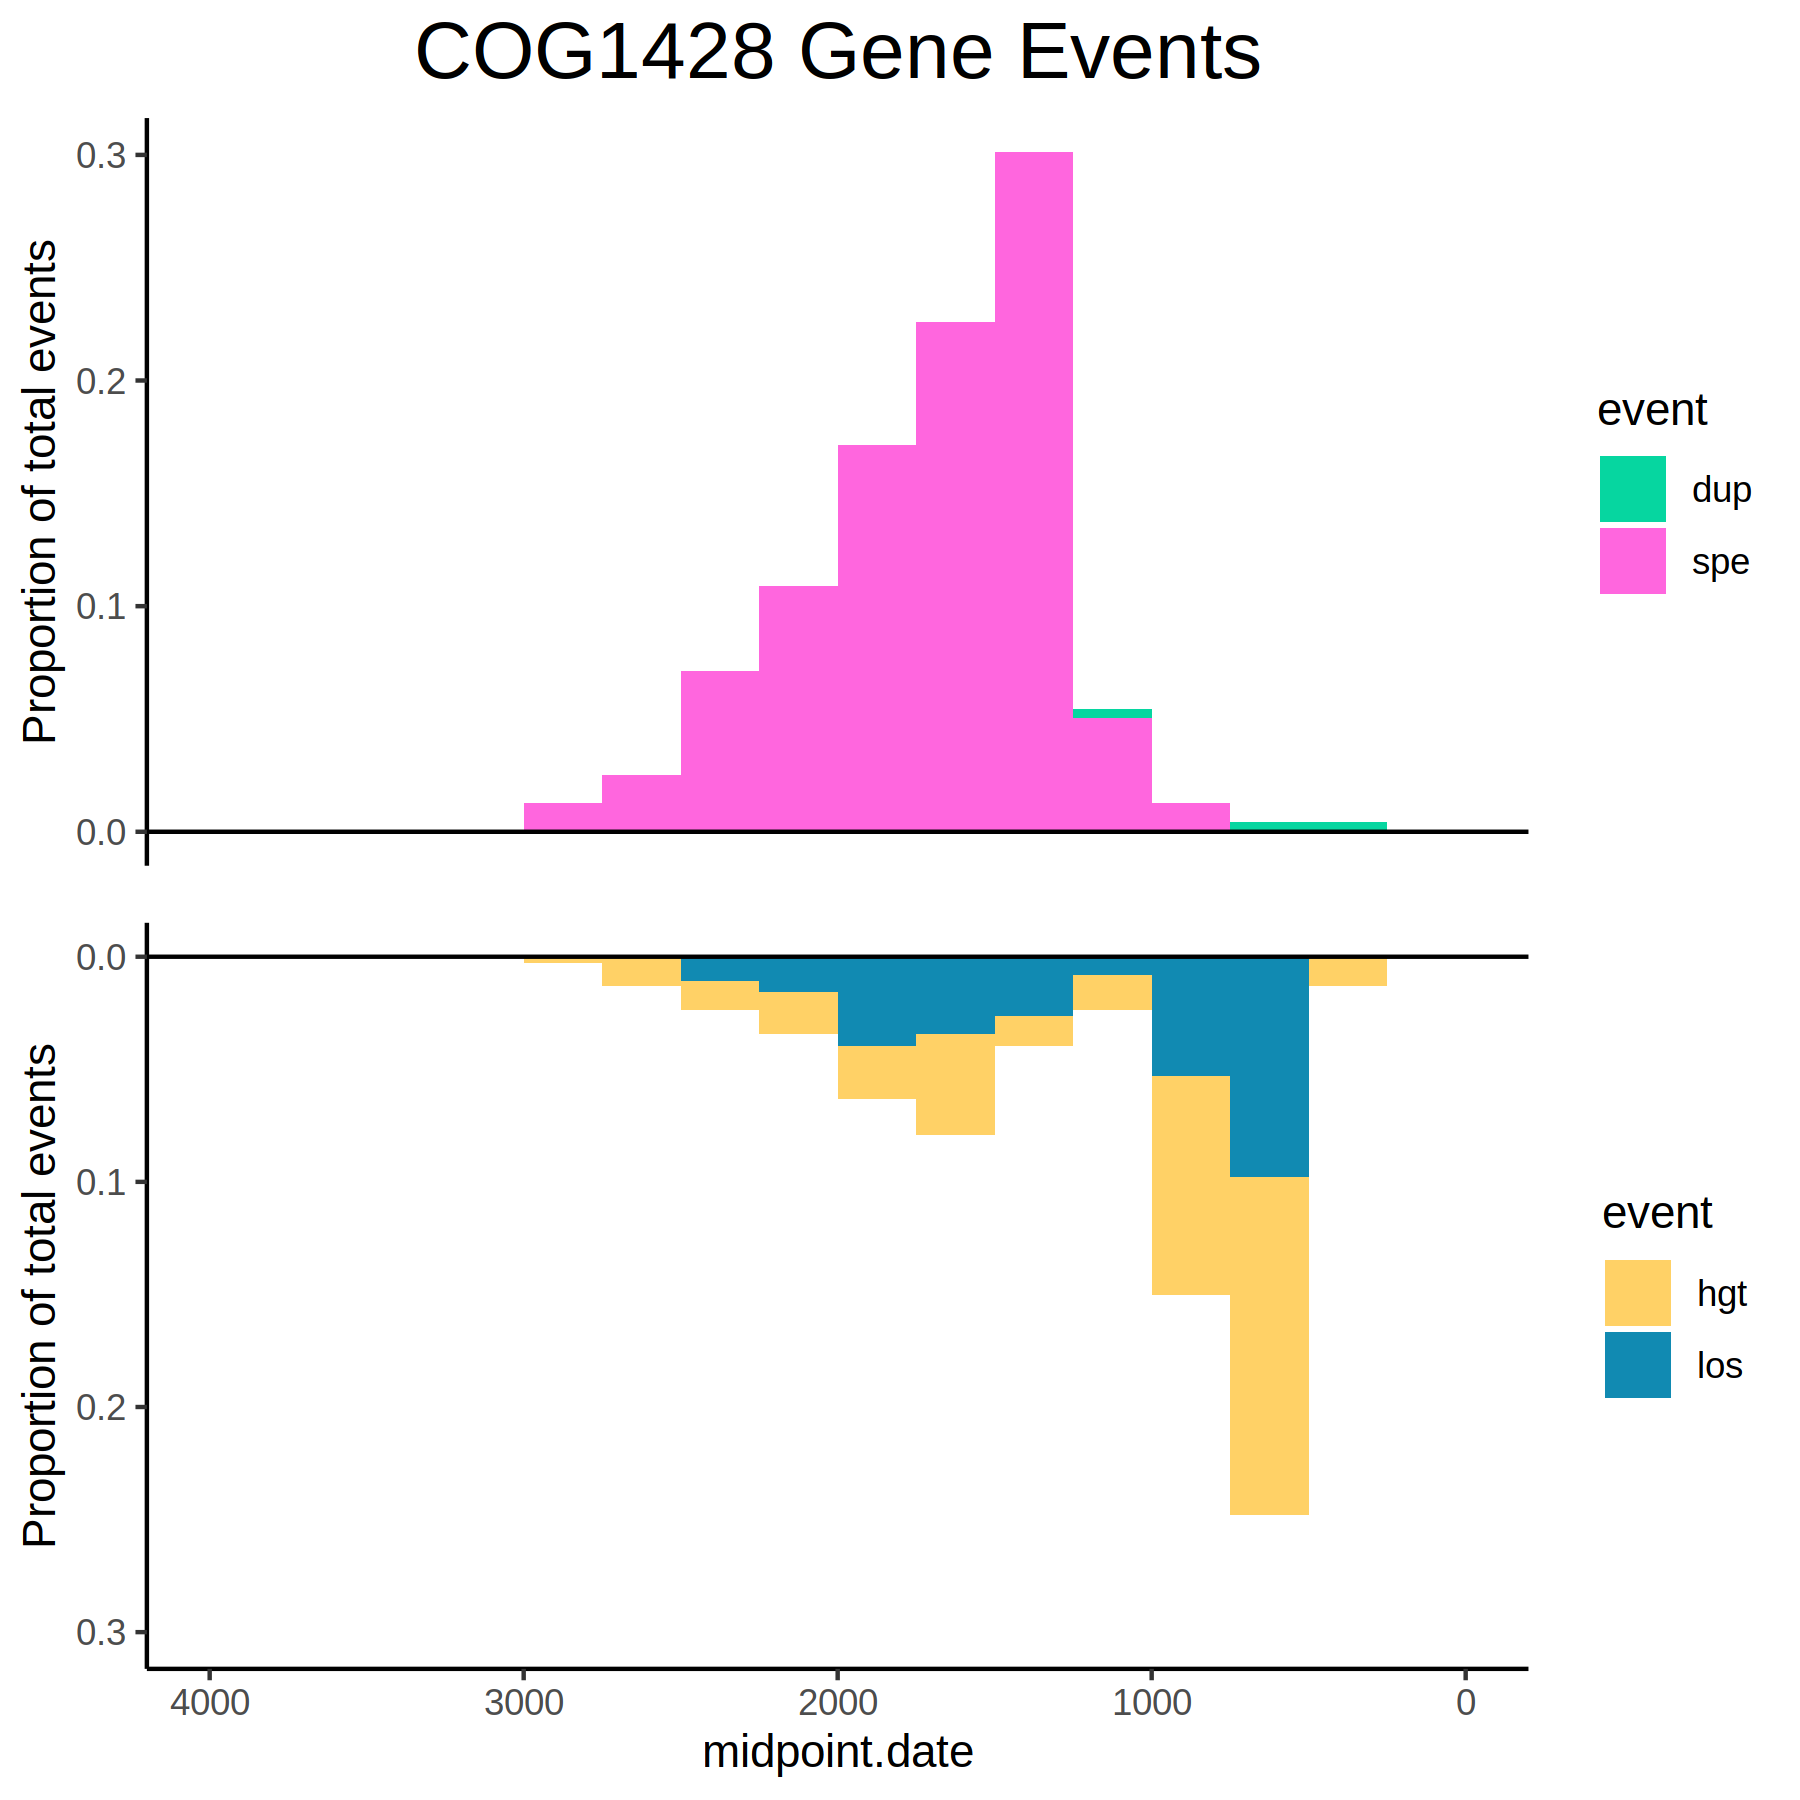 COG1428 Gene Events
Proportion of total events
0.3
0.2
0.1
0.0
event
dup
spe
Proportion of total events
0.0
0.1
0.2
0.3
event
hgt
los
4000
3000
2000
1000
0
midpoint.date